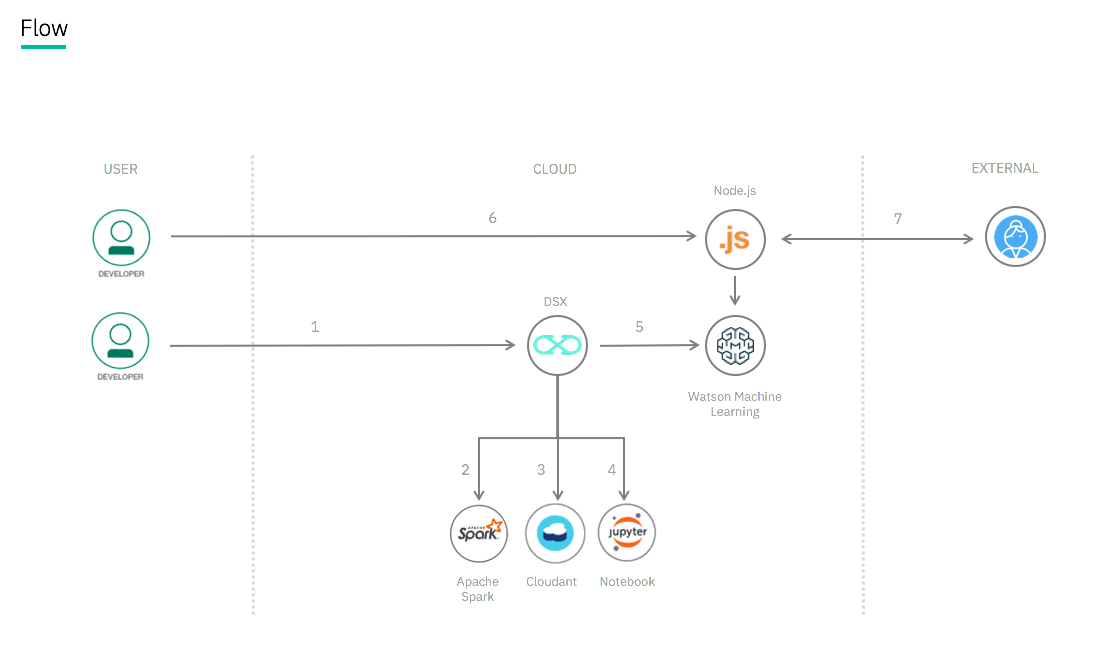 Flow
USER
CLOUD
EXTERNAL
Node.js
6
7
.js
DEVELOPER
DSX
1
5
DEVELOPER
Watson Machine
Learning
2
3
4
APACHE
Spark
jupyter
Apache
Spark
Cloudant
Notebook